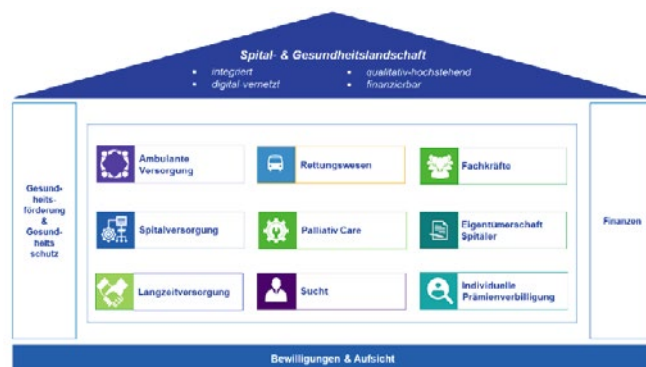 Spital- & Gesundheitslandschaft
• integriert
• digital vernetzt
• qualitativ-hochstehend
• finanzierbar
Gesund-
heits-
förderung
&
Gesund-
heits
schutz
Ambulante
Versorgung
Rettungswesen
Fachkräfte
Spitalversorgung
Palliativ Care
Eigentümerschaft
Spitäler
Langzeitversorgung
Sucht
Individuelle
Prämienverbilligung
Finanzen
Bewilligungen & Aufsicht